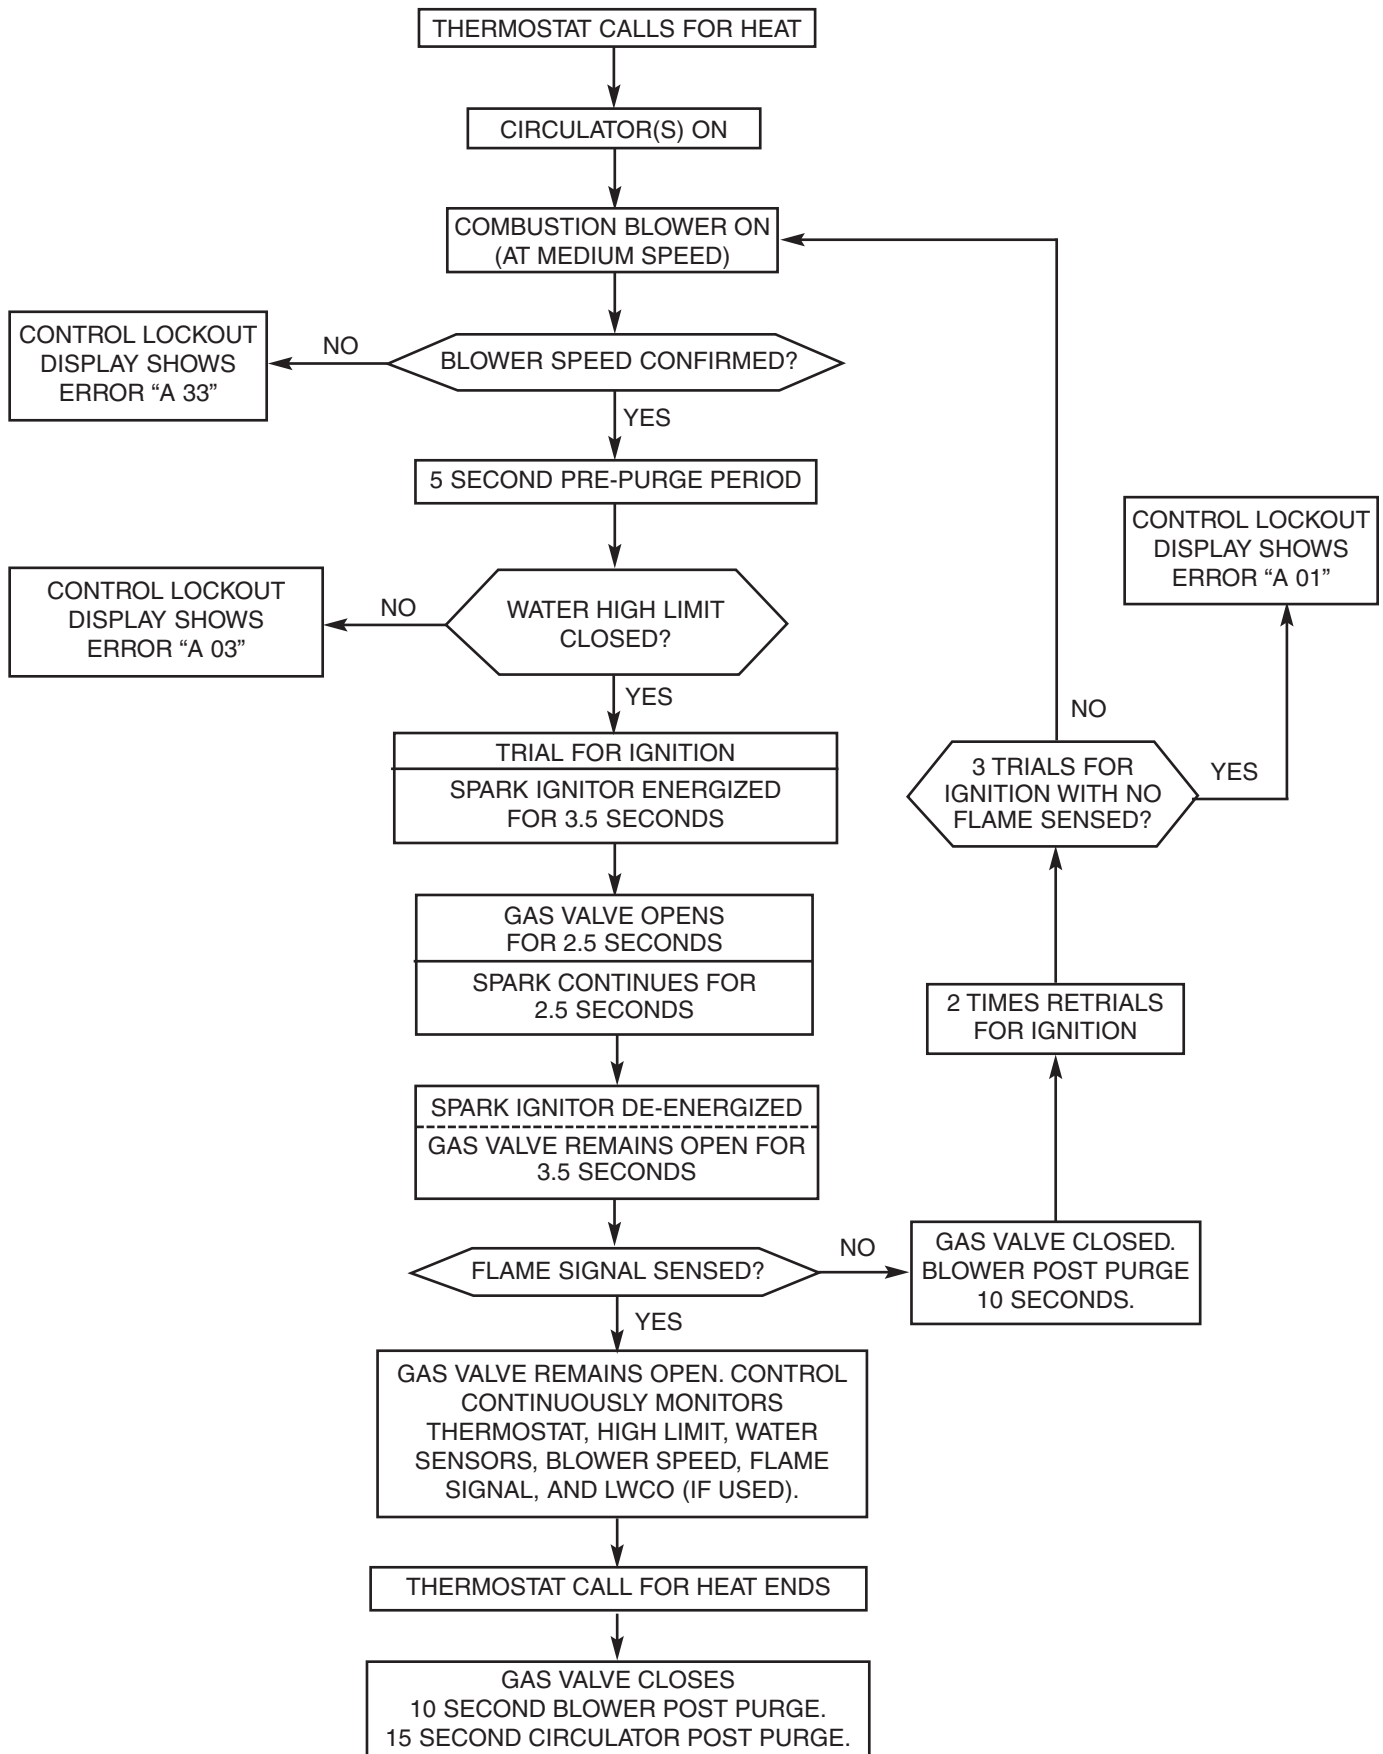 THERMOSTAT CALLS FOR HEAT
CIRCULATOR(S) ON
COMBUSTION BLOWER ON
(AT MEDIUM SPEED)
CONTROL LOCKOUT
DISPLAY SHOWS
ERROR “A 33”
NO
BLOWER SPEED CONFIRMED?
YES
5 SECOND PRE-PURGE PERIOD
CONTROL LOCKOUT
DISPLAY SHOWS
ERROR “A 03”
NO
WATER HIGH LIMIT
CLOSED?
YES
TRIAL FOR IGNITION
SPARK IGNITOR ENERGIZED
FOR 3.5 SECONDS
GAS VALVE OPENS
FOR 2.5 SECONDS
SPARK CONTINUES FOR
2.5 SECONDS
SPARK IGNITOR DE-ENERGIZED
GAS VALVE REMAINS OPEN FOR
3.5 SECONDS
FLAME SIGNAL SENSED?
NO
GAS VALVE CLOSED.
BLOWER POST PURGE
10 SECONDS.
2 TIMES RETRIALS
FOR IGNITION
3 TRIALS FOR
IGNITION WITH NO
FLAME SENSED?
NO
YES
CONTROL LOCKOUT
DISPLAY SHOWS
ERROR “A 01”
YES
GAS VALVE REMAINS OPEN. CONTROL
CONTINUOUSLY MONITORS
THERMOSTAT, HIGH LIMIT, WATER
SENSORS, BLOWER SPEED, FLAME
SIGNAL, AND LWCO (IF USED).
THERMOSTAT CALL FOR HEAT ENDS
GAS VALVE CLOSES
10 SECOND BLOWER POST PURGE.
15 SECOND CIRCULATOR POST PURGE.